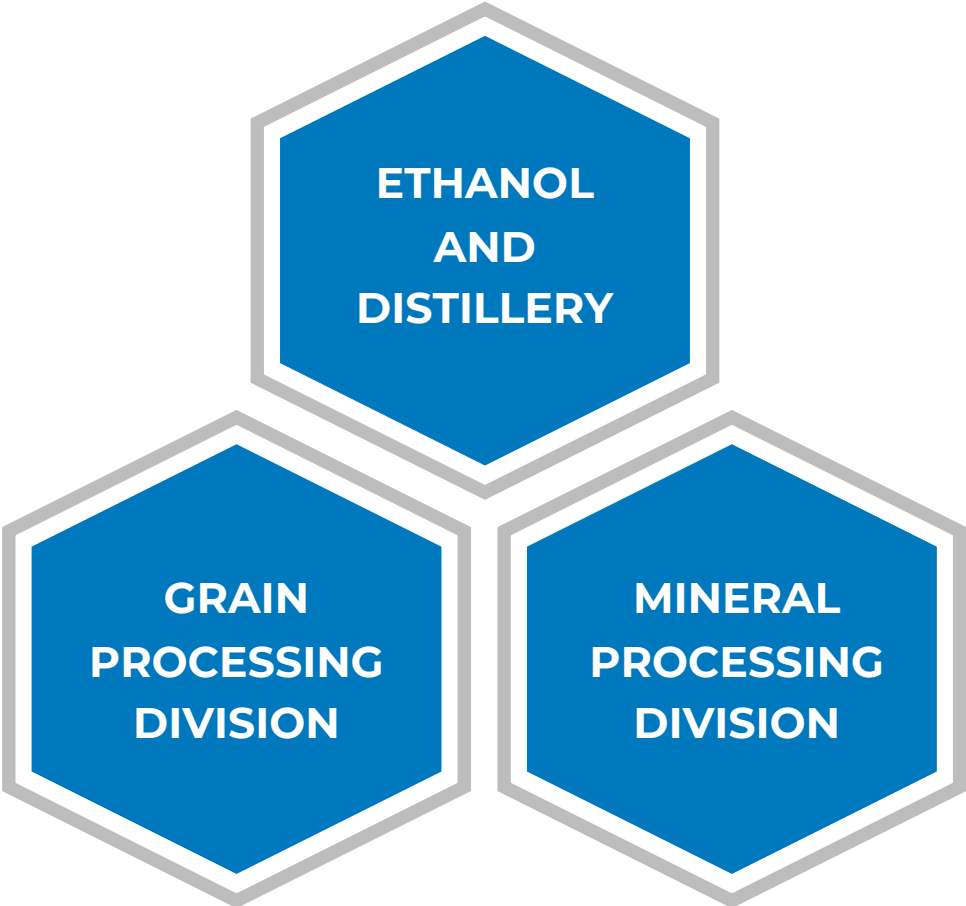 ETHANOL
AND
DISTILLERY
GRAIN
PROCESSING
DIVISION
MINERAL
PROCESSING
DIVISION